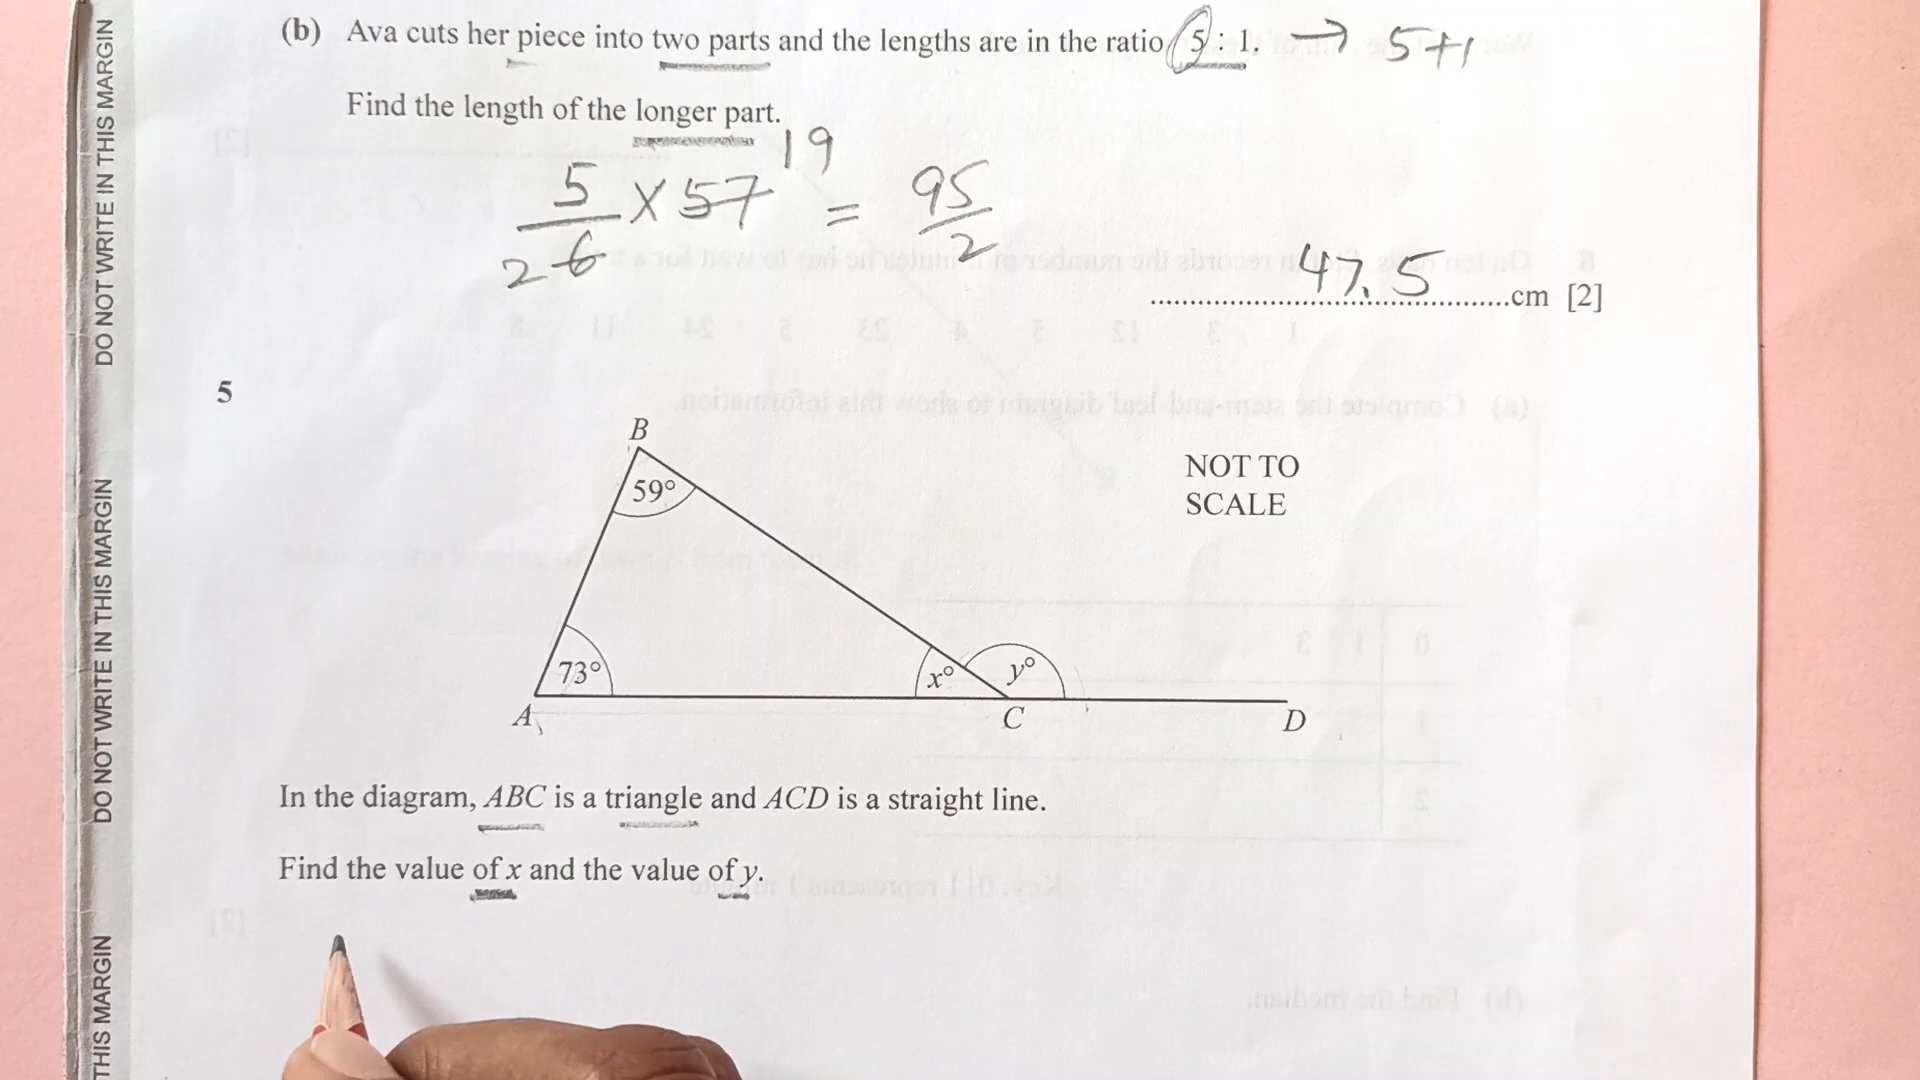 DO NOT WRITE IN THIS MARGIN
DO NOT WRITE IN THIS MARGIN
THIS MARGIN
(b) Ava cuts her piece into two parts and the lengths are in the ratio 5 : 1. → 5+1
Find the length of the longer part.
19
5 × 57 = 95
2 6 2
47.5
cm [2]
5
B
59°
NOT TO
SCALE
73°
x°
y°
A
C
D
In the diagram, ABC is a triangle and ACD is a straight line.
Find the value of x and the value of y.